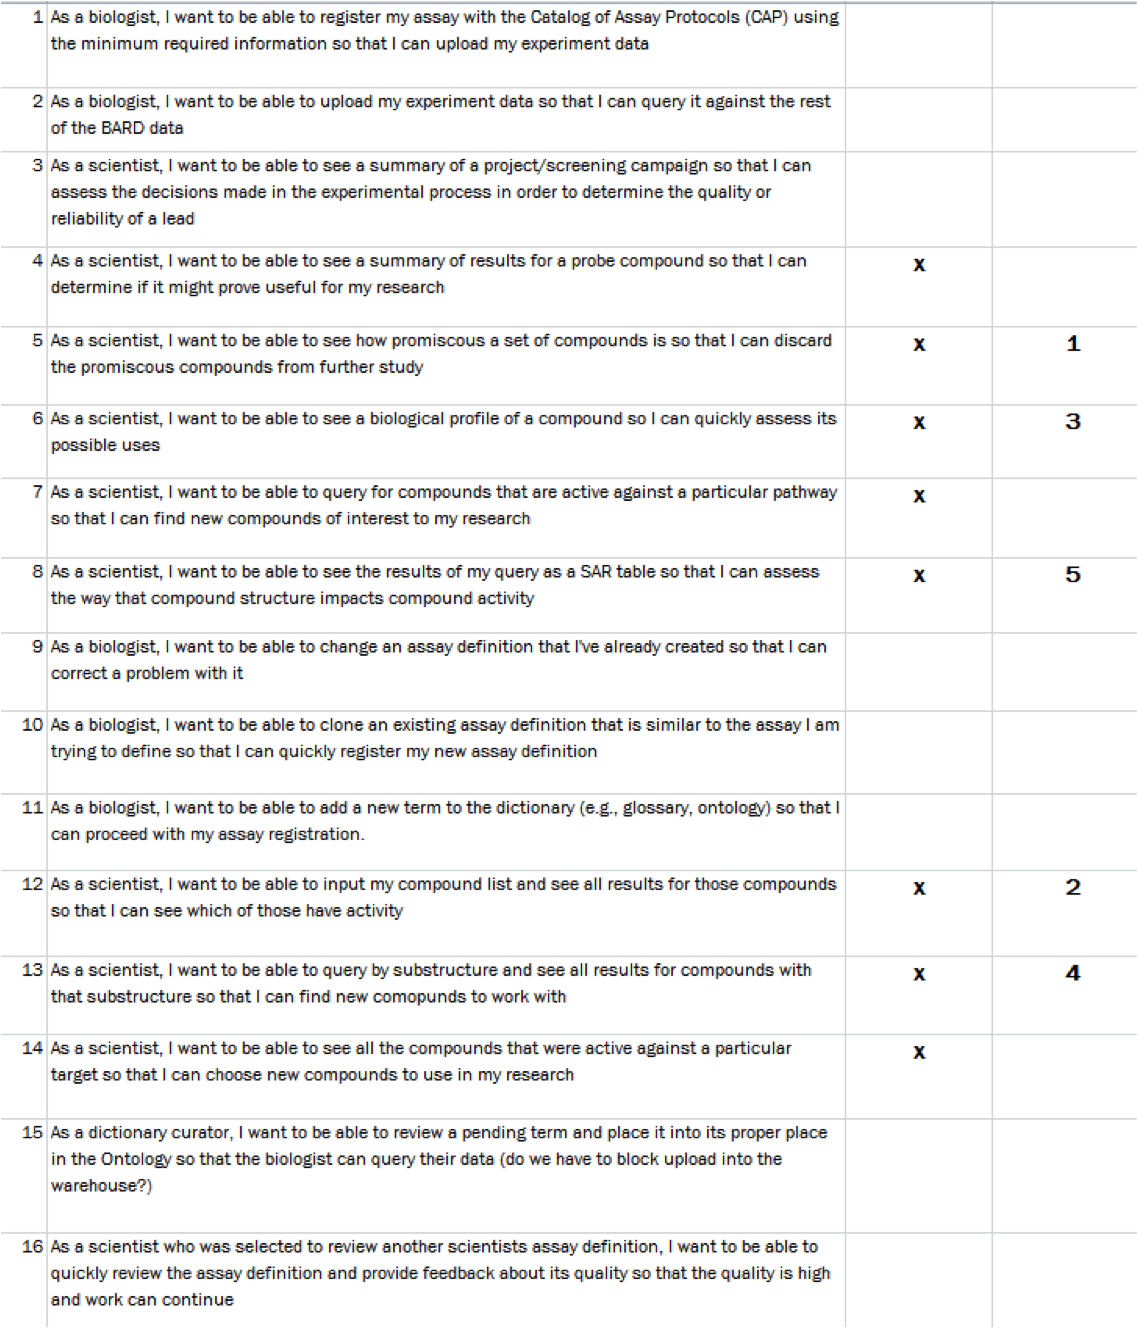 1 As a biologist, I want to be able to register my assay with the Catalog of Assay Protocols (CAP) using
the minimum required information so that I can upload my experiment data
2 As a biologist, I want to be able to upload my experiment data so that I can query it against the rest
of the BARD data
3 As a scientist, I want to be able to see a summary of a project/screening campaign so that I can
assess the decisions made in the experimental process in order to determine the quality or
reliability of a lead
4 As a scientist, I want to be able to see a summary of results for a probe compound so that I can X
determine if it might prove useful for my research
5 As a scientist, I want to be able to see how promiscuous a set of compounds is so that I can discard X 1
the promiscuous compounds from further study
6 As a scientist, I want to be able to see a biological profile of a compound so I can quickly assess its X 3
possible uses
7 As a scientist, I want to be able to query for compounds that are active against a particular pathway X
so that I can find new compounds of interest to my research
8 As a scientist, I want to be able to see the results of my query as a SAR table so that I can assess X 5
the way that compound structure impacts compound activity
9 As a biologist, I want to be able to change an assay definition that I've already created so that I can
correct a problem with it
10 As a biologist, I want to be able to clone an existing assay definition that is similar to the assay I am
trying to define so that I can quickly register my new assay definition
11 As a biologist, I want to be able to add a new term to the dictionary (e.g., glossary, ontology) so that I
can proceed with my assay registration.
12 As a scientist, I want to be able to input my compound list and see all results for those compounds X 2
so that I can see which of those have activity
13 As a scientist, I want to be able to query by substructure and see all results for compounds with X 4
that substructure so that I can find new comopunds to work with
14 As a scientist, I want to be able to see all the compounds that were active against a particular X
target so that I can choose new compounds to use in my research
15 As a dictionary curator, I want to be able to review a pending term and place it into its proper place
in the Ontology so that the biologist can query their data (do we have to block upload into the
warehouse?)
16 As a scientist who was selected to review another scientists assay definition, I want to be able to
quickly review the assay definition and provide feedback about its quality so that the quality is high
and work can continue